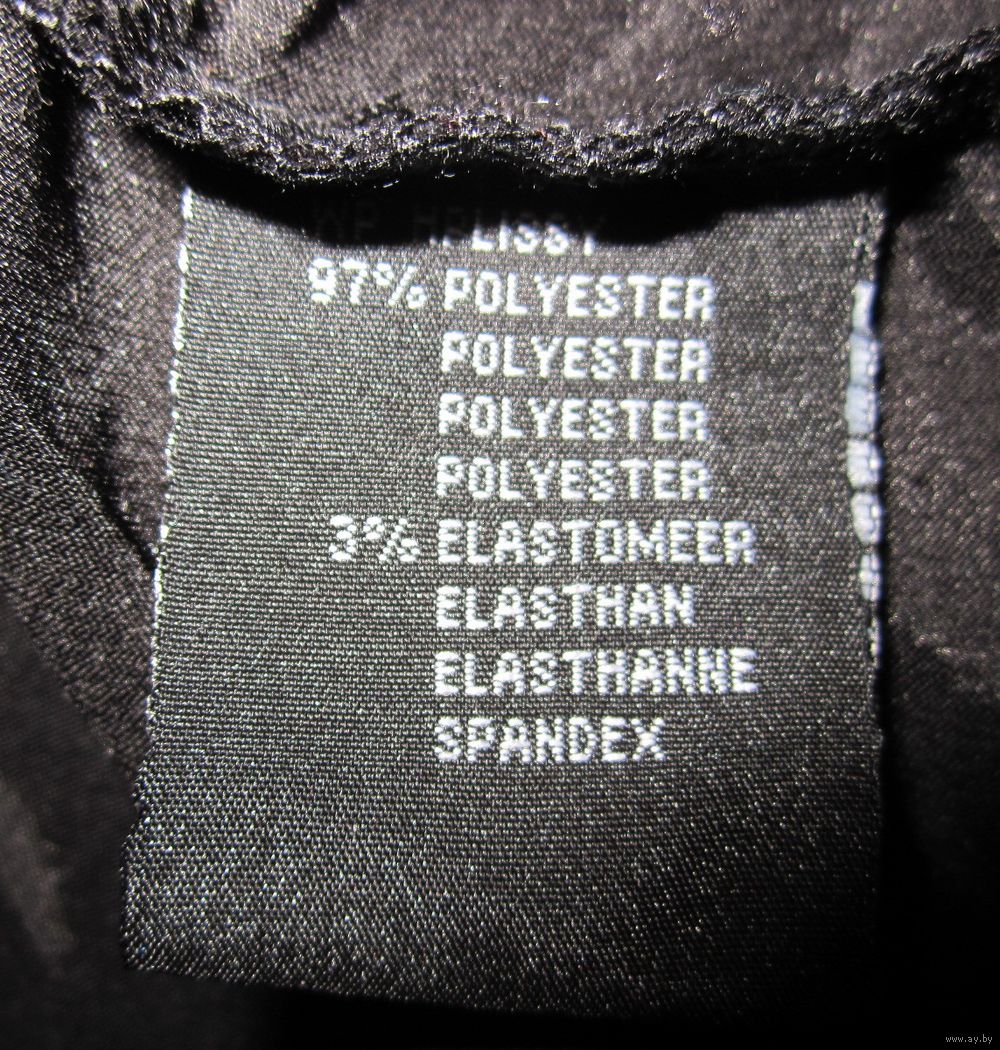 97% POLYESTER
POLYESTER
POLYESTER
POLYESTER
3% ELASTOMEER
ELASTHAN
ELASTHANNE
SPANDEX
www.ay.by